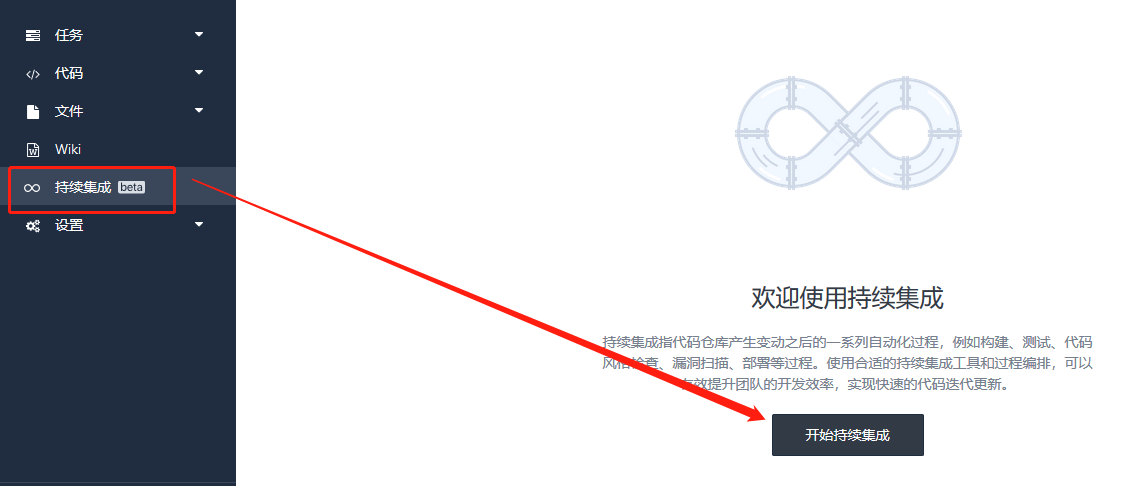 任务
代码
文件
Wiki
持续集成 beta
设置
欢迎使用持续集成
持续集成指代码仓库产生变动之后的一系列自动化过程，例如构建、测试、代码
风格检查、漏洞扫描、部署等过程。使用合适的持续集成工具和过程编排，可以
有效提升团队的开发效率，实现快速的代码迭代更新。
开始持续集成